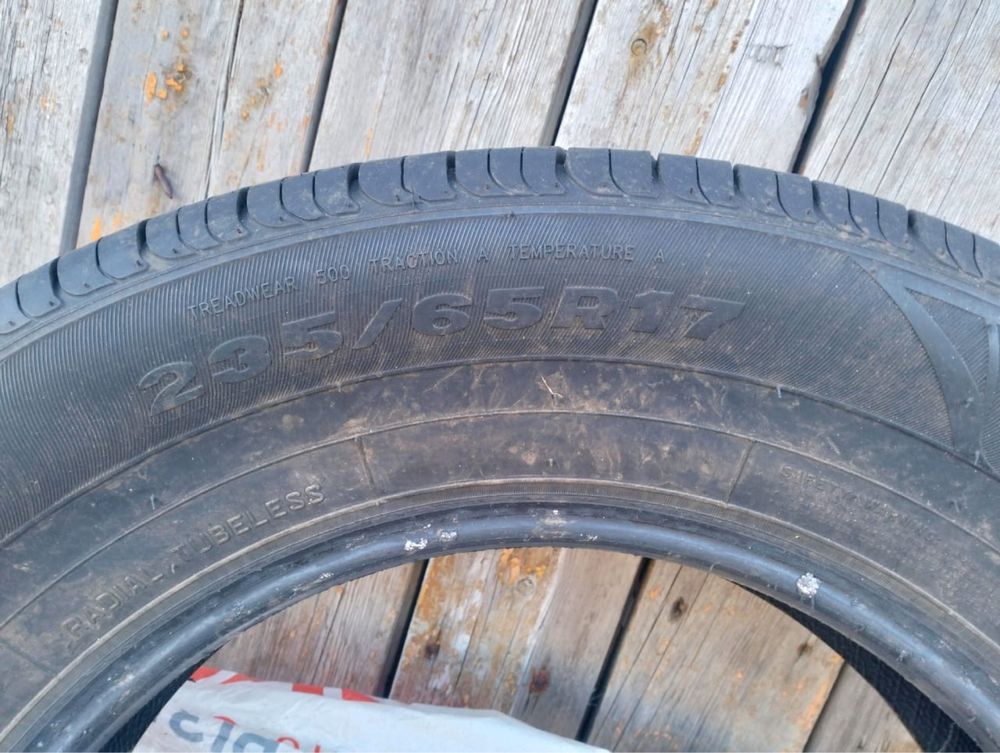 TREADWEAR 500 TRACTION A TEMPERATURE A
235/65R17
RADIAL TUBELESS